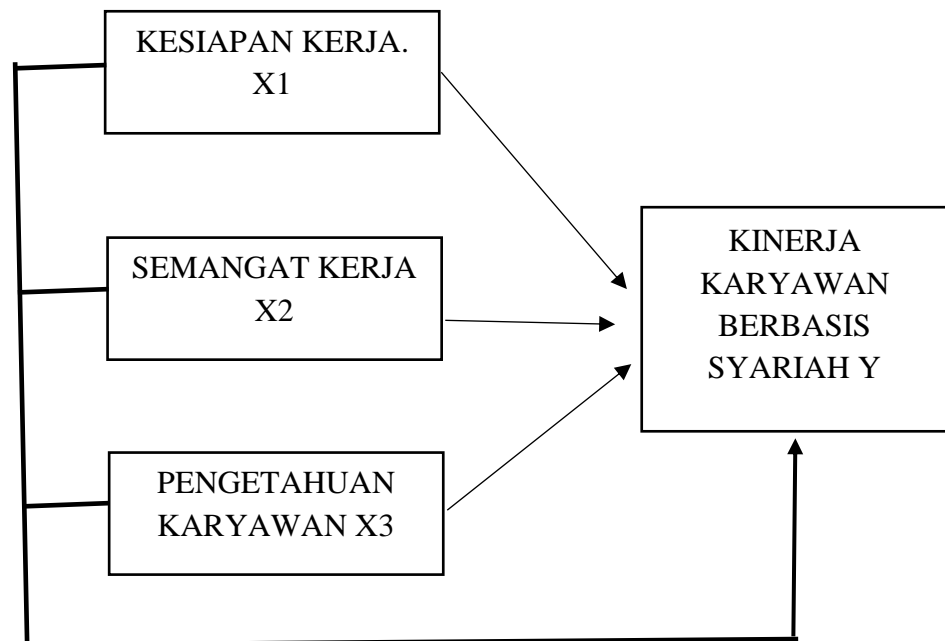 KESIAPAN KERJA.
X1
SEMANGAT KERJA
X2
PENGETAHUAN
KARYAWAN X3
KINERJA
KARYAWAN
BERBASIS
SYARIAH Y